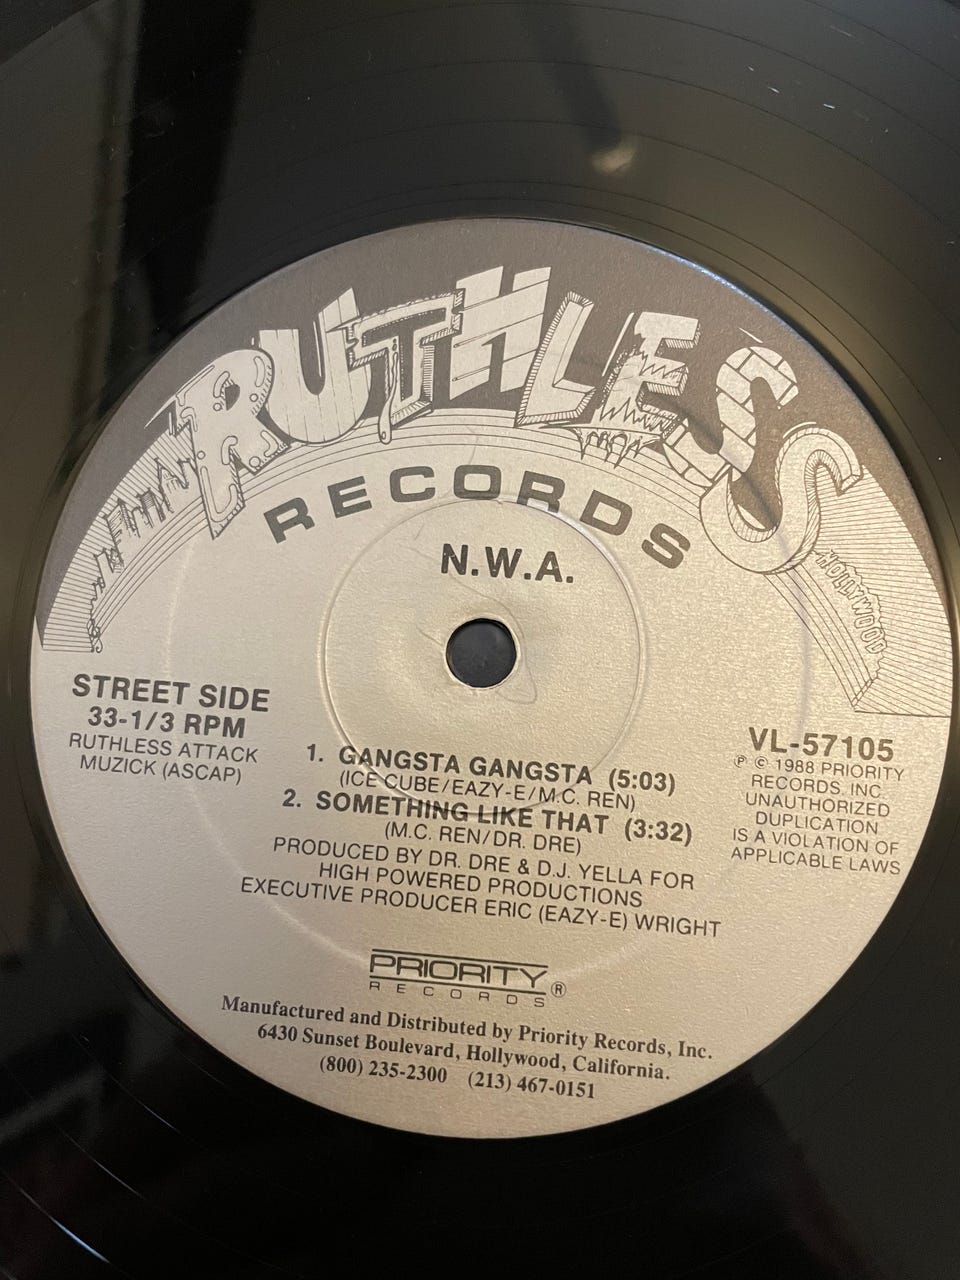 RUTHLESS
RECORDS
HOLLYWOOD
N.W.A.
STREET SIDE
33-1/3 RPM
RUTHLESS ATTACK
MUZICK (ASCAP)
VL-57105
℗ © 1988 PRIORITY
RECORDS, INC.
UNAUTHORIZED
DUPLICATION
IS A VIOLATION OF
APPLICABLE LAWS
1. GANGSTA GANGSTA (5:03)
(ICE CUBE/EAZY-E/M.C. REN)
2. SOMETHING LIKE THAT (3:32)
(M.C. REN/DR. DRE)
PRODUCED BY DR. DRE & D.J. YELLA FOR
HIGH POWERED PRODUCTIONS
EXECUTIVE PRODUCER ERIC (EAZY-E) WRIGHT
PRIORITY
RECORDS ®
Manufactured and Distributed by Priority Records, Inc.
6430 Sunset Boulevard, Hollywood, California.
(800) 235-2300 (213) 467-0151